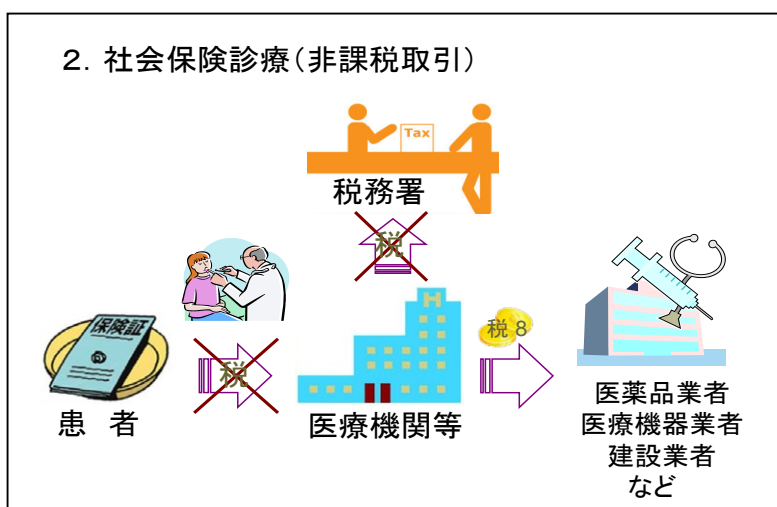 ２．社会保険診療（非課税取引）
Tax
税務署
税
保険証
税
H
税８
患 者
医療機関等
医薬品業者
医療機器業者
建設業者
など